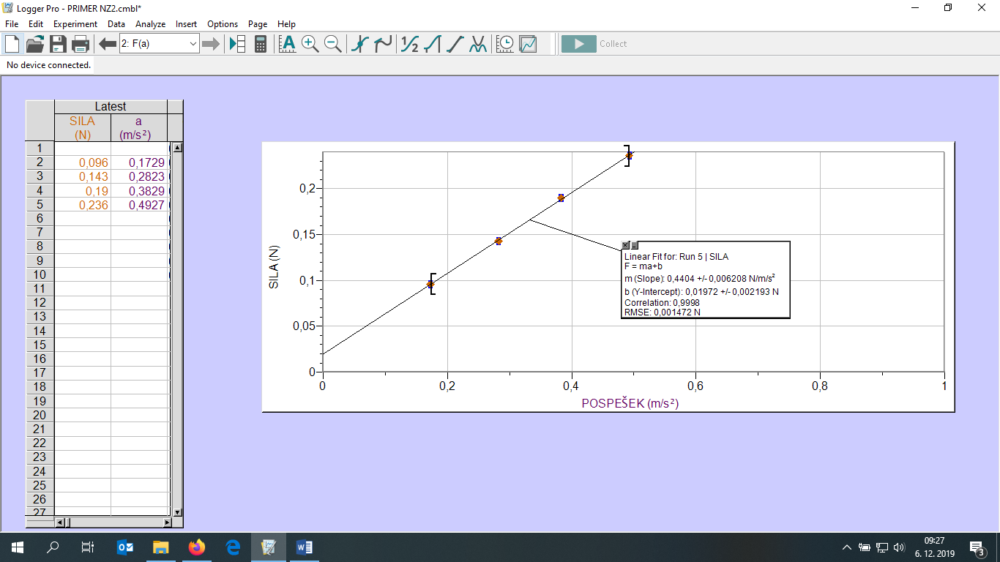 Logger Pro - PRIMER NZ2.cmbl*
File Edit Experiment Data Analyze Insert Options Page Help
2: F(a)
Collect
No device connected.
Latest
SILA a
(N) (m/s²)
1
2 0,096 0,1729
3 0,143 0,2823
4 0,19 0,3829
5 0,236 0,4927
6
7
8
9
10
11
12
13
14
15
16
17
18
19
20
21
22
23
24
25
26
27
SILA (N)
0,2
0,15
0,1
0,05
0
0 0,2 0,4 0,6 0,8 1
POSPEŠEK (m/s²)
Linear Fit for: Run 5 | SILA
F = ma+b
m (Slope): 0,4404 +/- 0,006208 N/m/s²
b (Y-Intercept): 0,01972 +/- 0,002193 N
Correlation: 0,9998
RMSE: 0,001472 N
09:27
6. 12. 2019
3